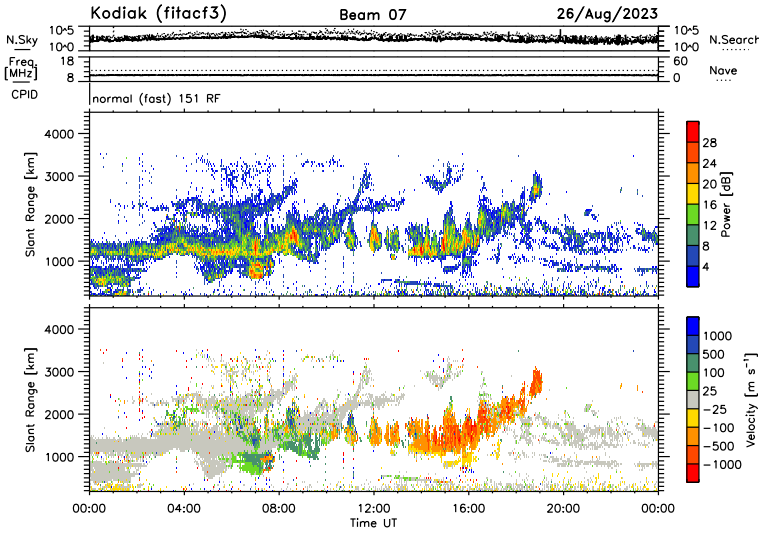 Kodiak (fitacf3) Beam 07 26/Aug/2023
N.Sky 10^5 10^0 10^5 10^0 N.Search
Freq. [MHz] 18 8 60 0 Nave
CPID normal (fast) 151 RF
Slant Range [km] 4000 3000 2000 1000
28 24 20 16 12 8 4 Power [dB]
Slant Range [km] 4000 3000 2000 1000
1000 500 100 25 −25 −100 −500 −1000 Velocity [m s⁻¹]
00:00 04:00 08:00 12:00 16:00 20:00 00:00
Time UT